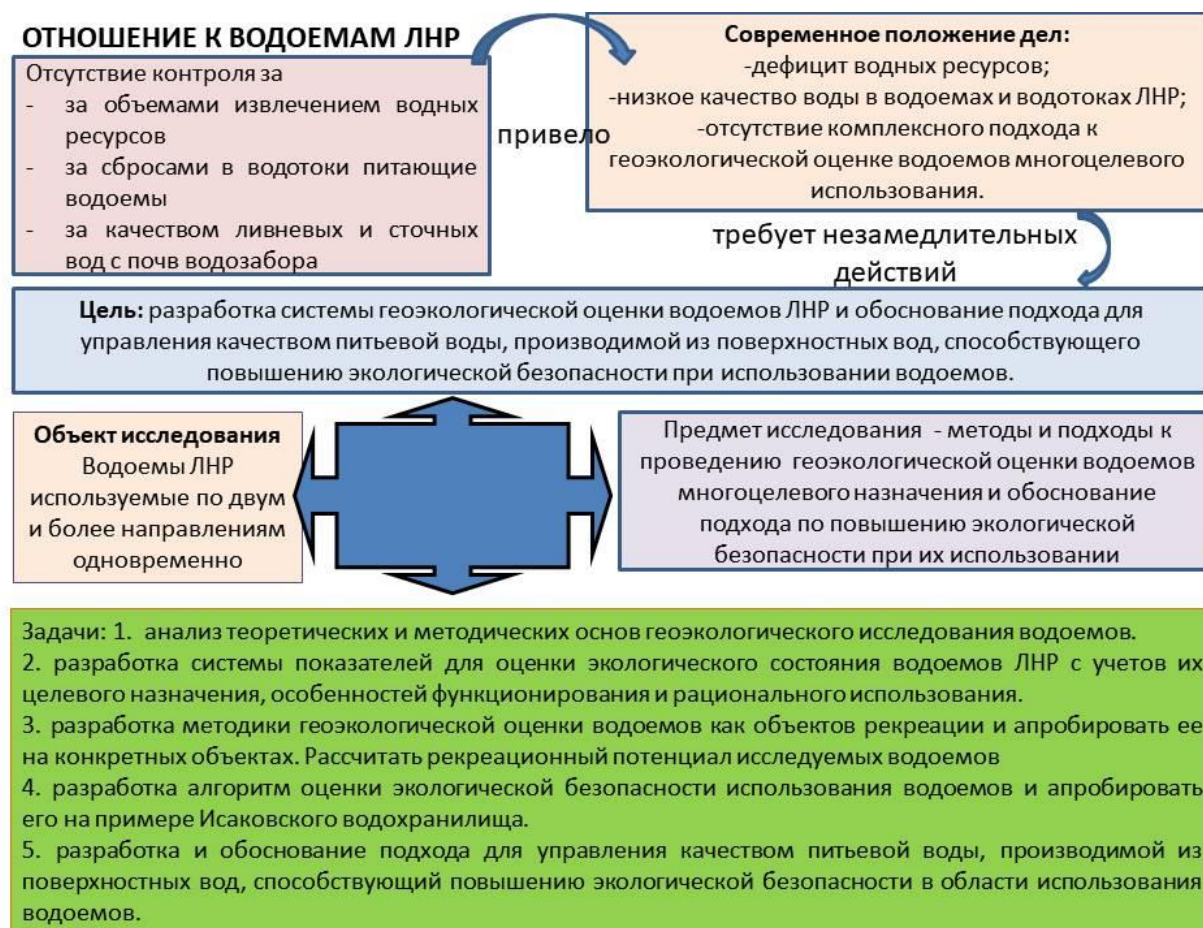 ОТНОШЕНИЕ К ВОДОЕМАМ ЛНР
Отсутствие контроля за
- за объемами извлечением водных
ресурсов
- за сбросами в водотоки питающие
водоемы
- за качеством ливневых и сточных
вод с почв водозабора
привело
Современное положение дел:
-дефицит водных ресурсов;
-низкое качество воды в водоемах и водотоках ЛНР;
-отсутствие комплексного подхода к
геоэкологической оценке водоемов многоцелевого
использования.
требует незамедлительных
действий
Цель: разработка системы геоэкологической оценки водоемов ЛНР и обоснование подхода для
управления качеством питьевой воды, производимой из поверхностных вод, способствующего
повышению экологической безопасности при использовании водоемов.
Объект исследования
Водоемы ЛНР
используемые по двум
и более направлениям
одновременно
Предмет исследования - методы и подходы к
проведению геоэкологической оценки водоемов
многоцелевого назначения и обоснование
подхода по повышению экологической
безопасности при их использовании
Задачи: 1. анализ теоретических и методических основ геоэкологического исследования водоемов.
2. разработка системы показателей для оценки экологического состояния водоемов ЛНР с учетов их
целевого назначения, особенностей функционирования и рационального использования.
3. разработка методики геоэкологической оценки водоемов как объектов рекреации и апробировать ее
на конкретных объектах. Рассчитать рекреационный потенциал исследуемых водоемов
4. разработка алгоритм оценки экологической безопасности использования водоемов и апробировать
его на примере Исаковского водохранилища.
5. разработка и обоснование подхода для управления качеством питьевой воды, производимой из
поверхностных вод, способствующий повышению экологической безопасности в области использования
водоемов.